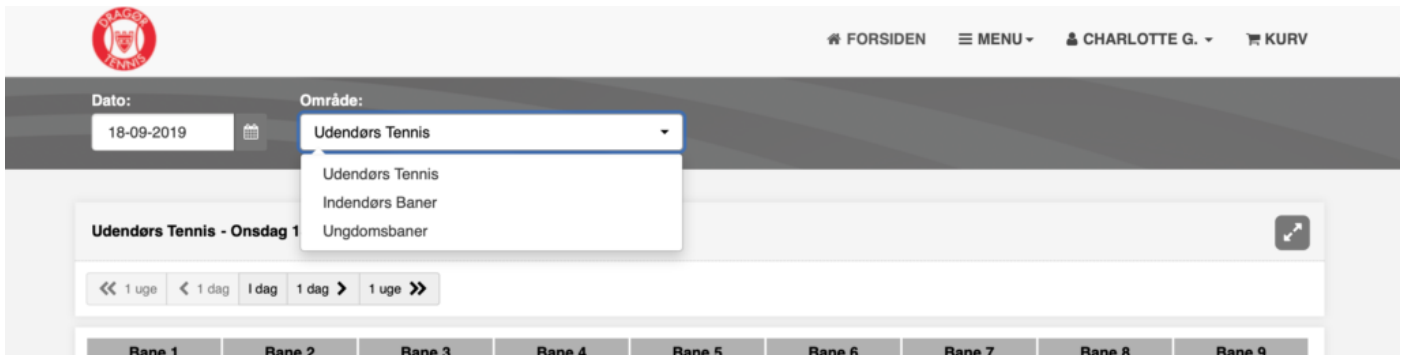 DRAGØR
TENNIS
FORSIDEN MENU CHARLOTTE G. KURV
Dato: Område:
18-09-2019 Udendørs Tennis
Udendørs Tennis
Indendørs Baner
Ungdomsbaner
Udendørs Tennis - Onsdag 1
1 uge 1 dag I dag 1 dag 1 uge
Bane 1 Bane 2 Bane 3 Bane 4 Bane 5 Bane 6 Bane 7 Bane 8 Bane 9